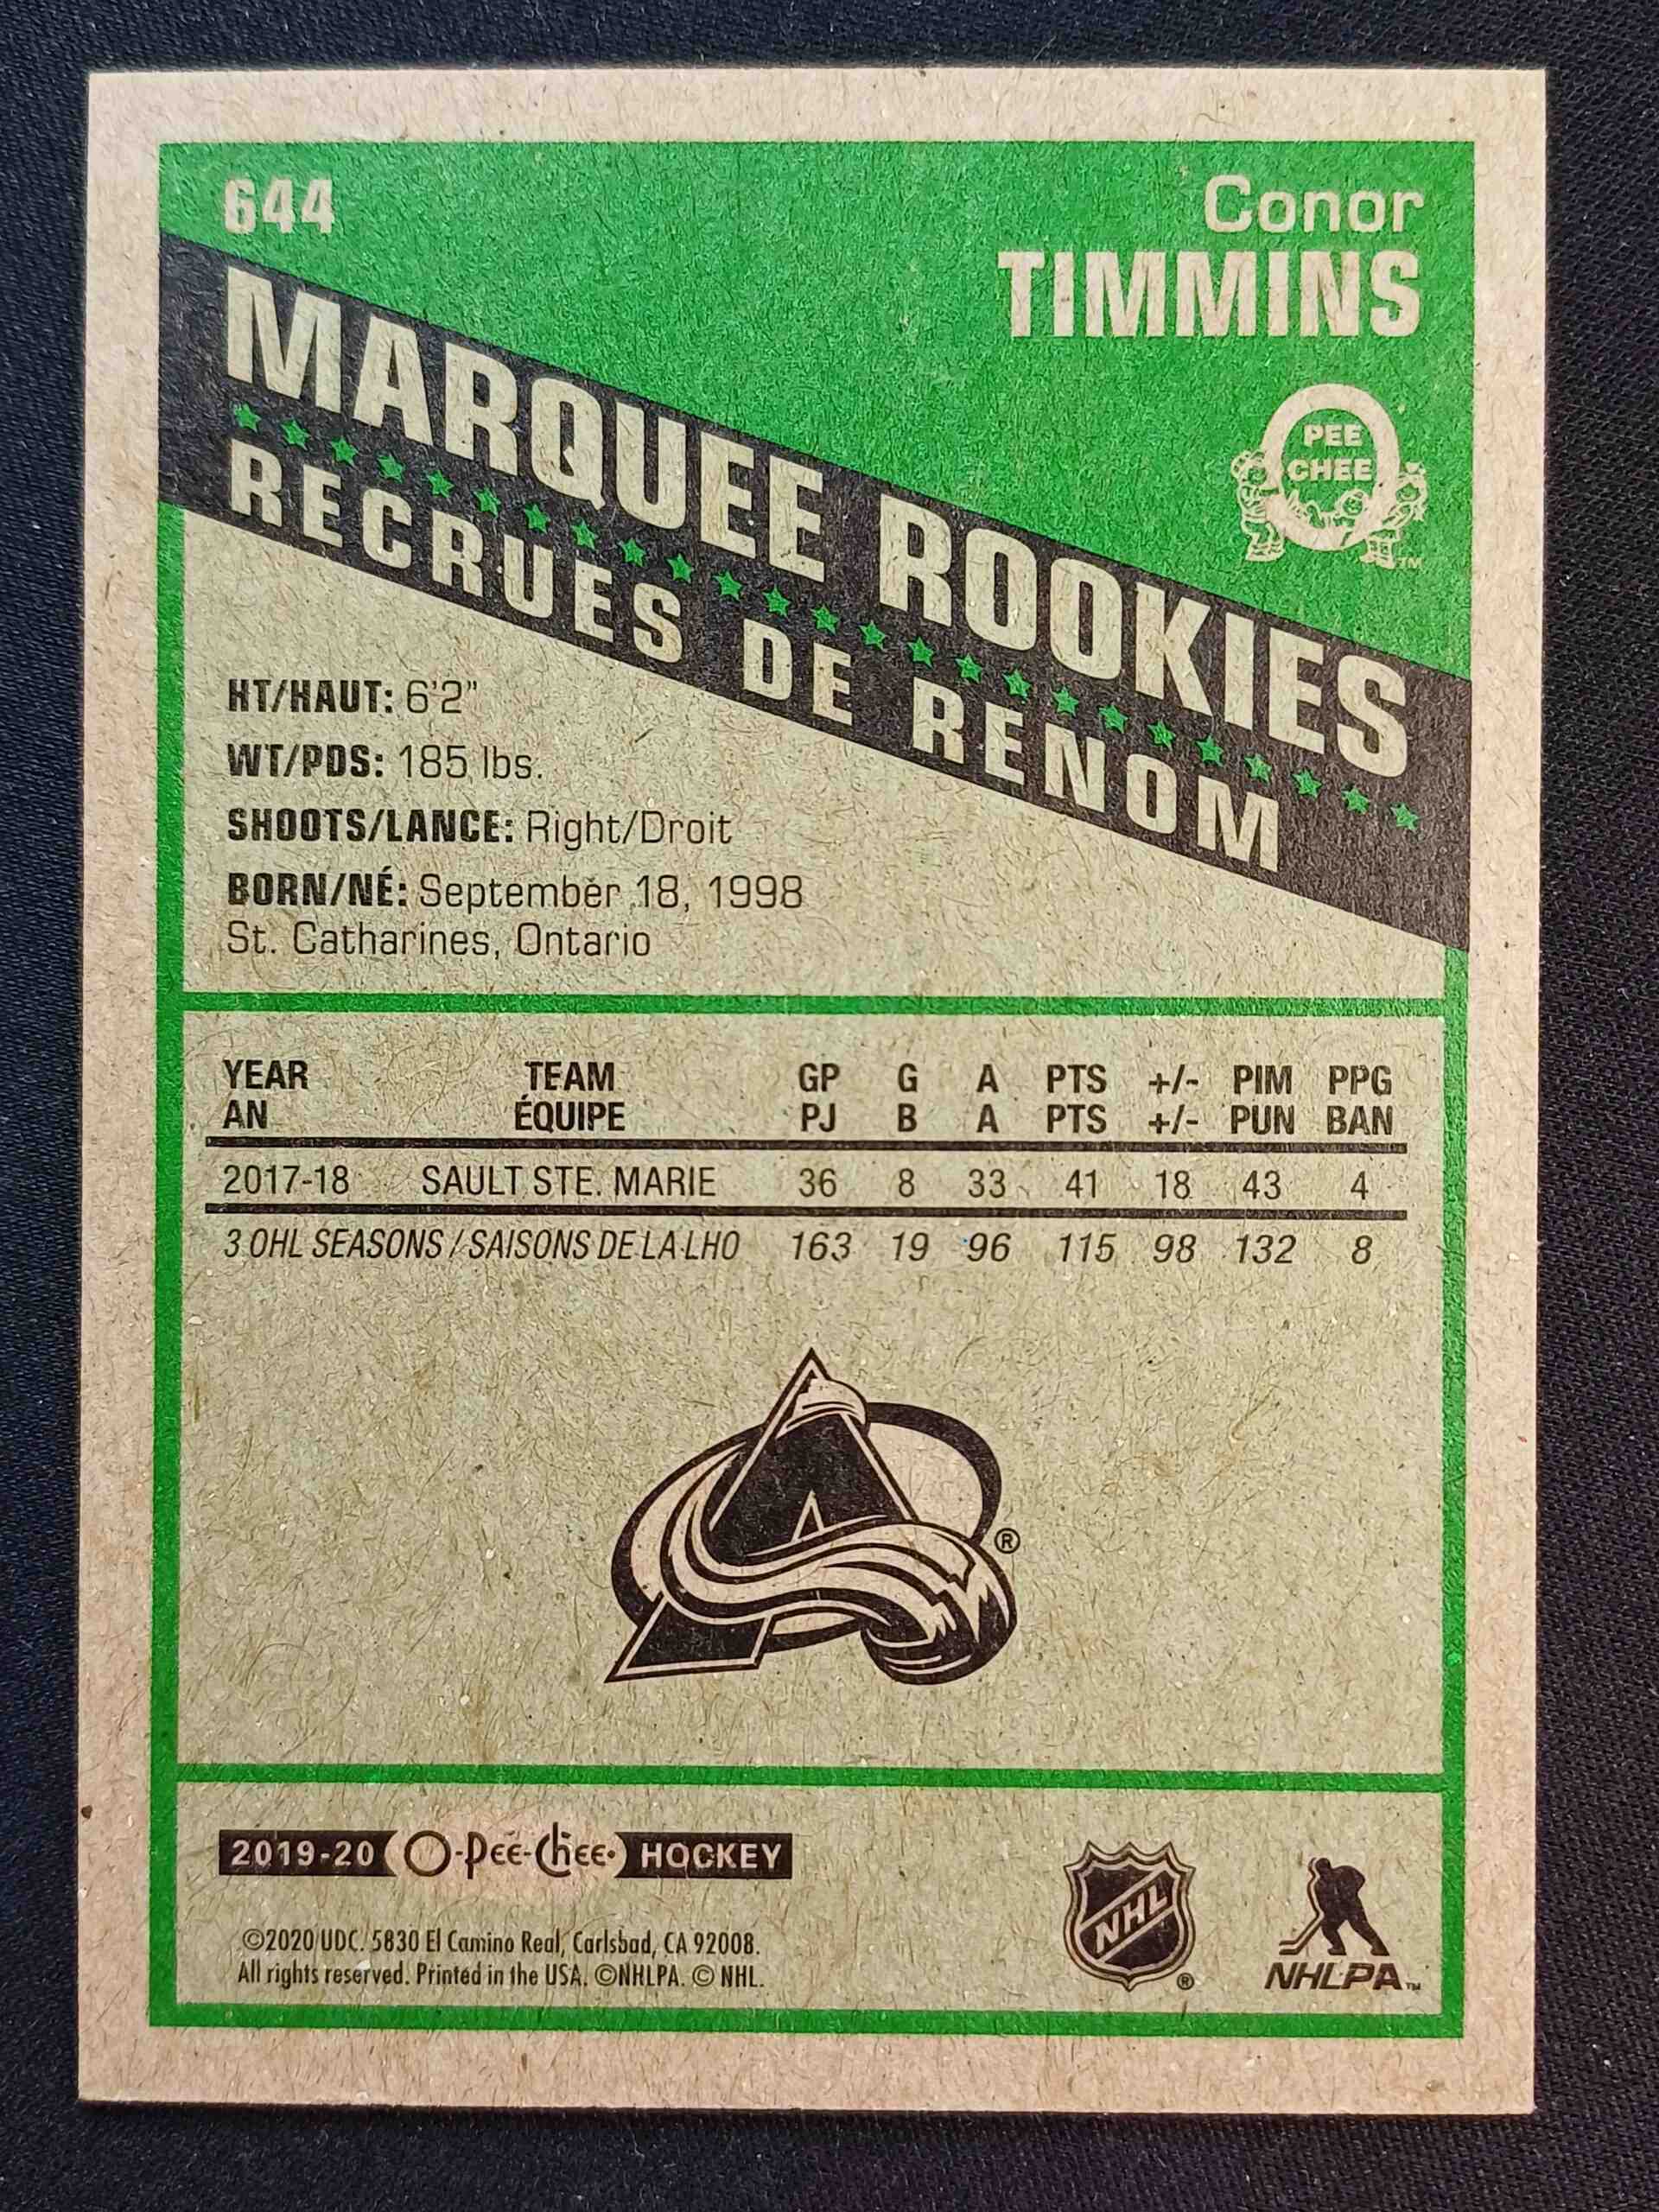 644
Conor
TIMMINS
PEE
CHEE
TM
MARQUEE ROOKIES
RECRUES DE RENOM
HT/HAUT: 6'2"
WT/PDS: 185 lbs.
SHOOTS/LANCE: Right/Droit
BORN/NÉ: September 18, 1998
St. Catharines, Ontario
YEAR TEAM GP G A PTS +/- PIM PPG
AN ÉQUIPE PJ B A PTS +/- PUN BAN
2017-18 SAULT STE. MARIE 36 8 33 41 18 43 4
3 OHL SEASONS / SAISONS DE LA LHO 163 19 96 115 98 132 8
®
2019-20 O-Pee-Chee HOCKEY
©2020 UDC. 5830 El Camino Real, Carlsbad, CA 92008.
All rights reserved. Printed in the USA. ©NHLPA. © NHL.
NHL ®
NHLPA TM